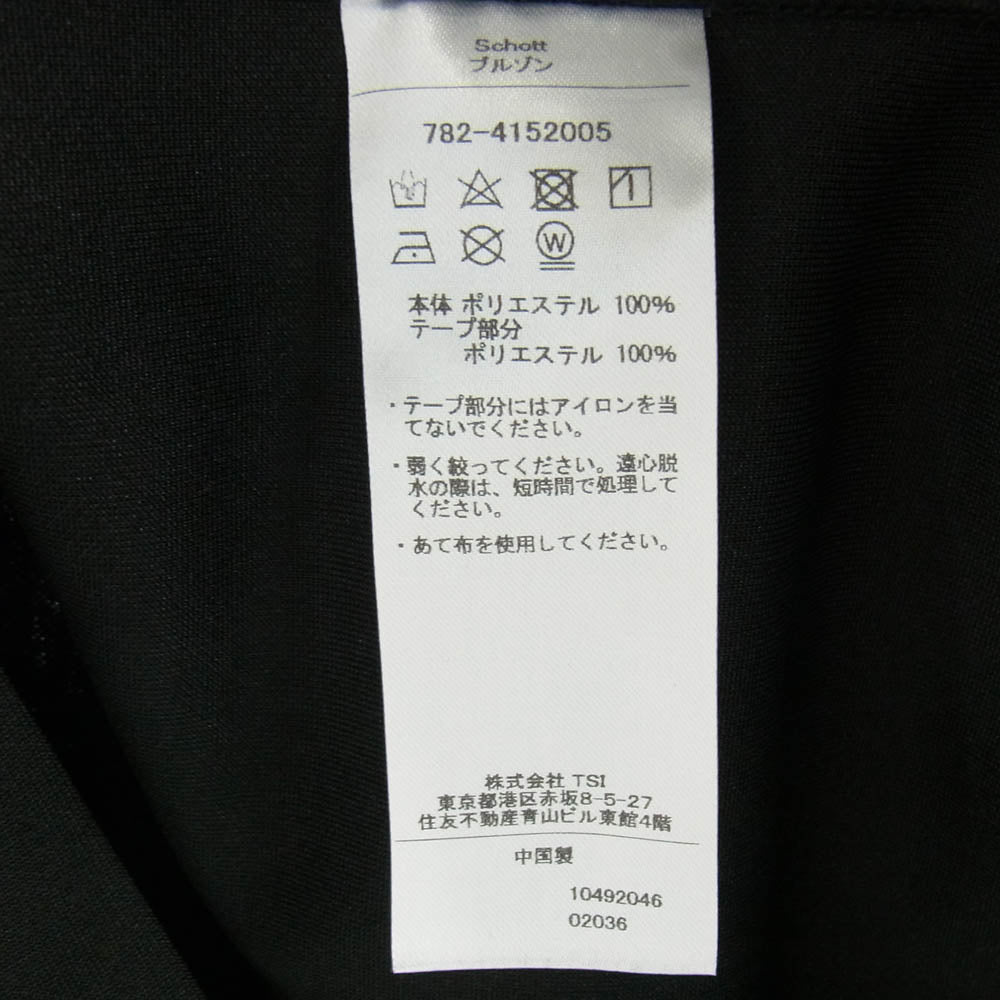 Schott
ブルゾン
782-4152005
W
本体 ポリエステル 100%
テープ部分
ポリエステル 100%
・テープ部分にはアイロンを当
てないでください。
・弱く絞ってください。遠心脱
水の際は、短時間で処理して
ください。
・あて布を使用してください。
株式会社 TSI
東京都港区赤坂8-5-27
住友不動産青山ビル東館4階
中国製
10492046
02036